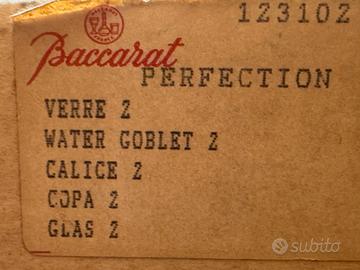 123102
Baccarat
PERFECTION
VERRE 2
WATER GOBLET 2
CALICE 2
COPA 2
GLAS 2
subito